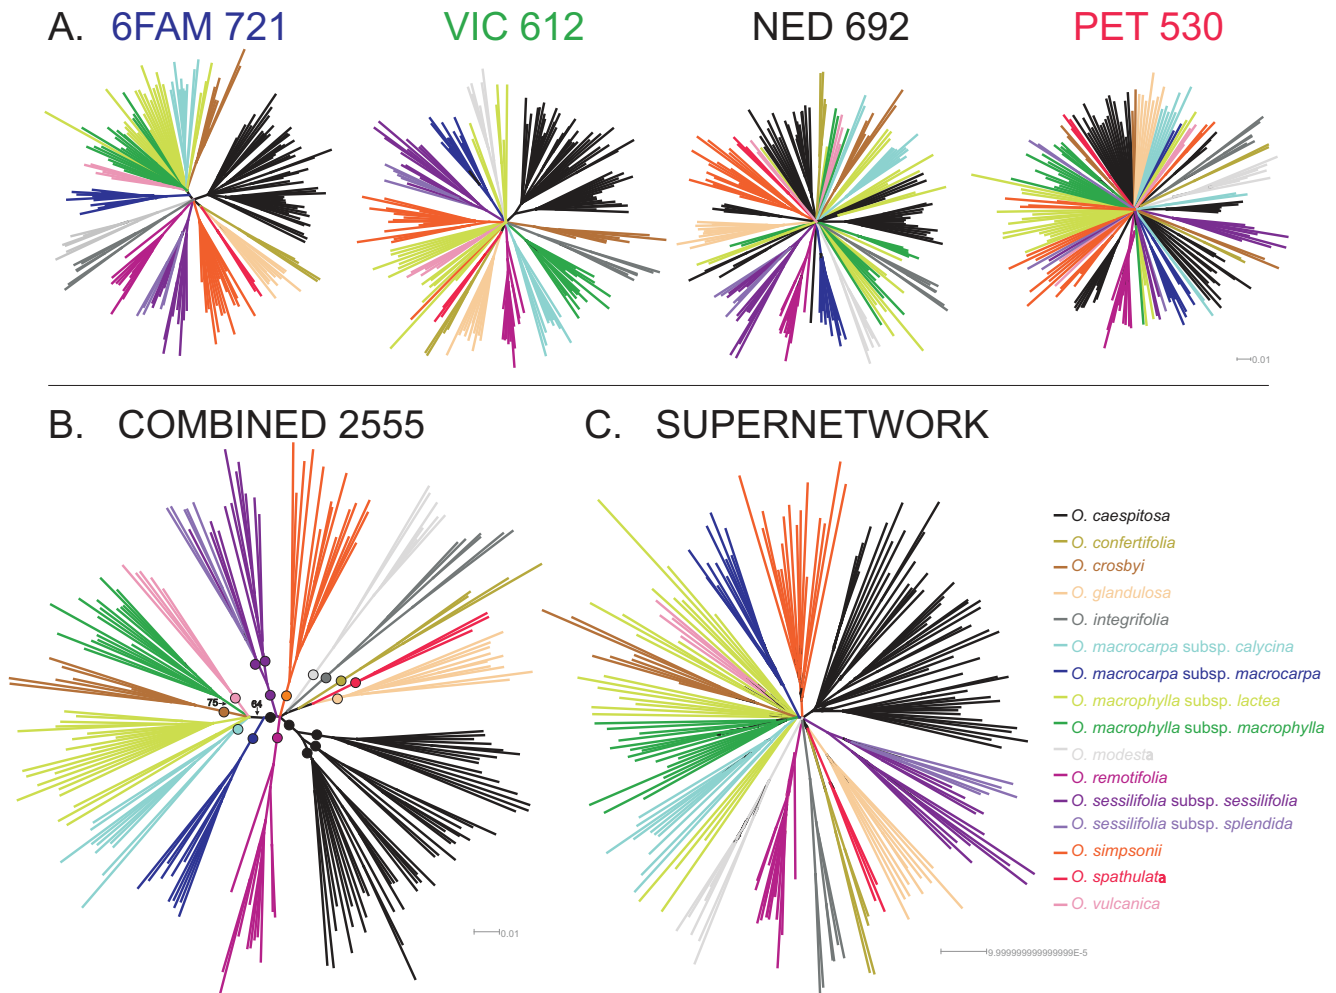 A. 6FAM 721 VIC 612 NED 692 PET 530
0.01
B. COMBINED 2555
C. SUPERNETWORK
75
64
0.01
9.999999999999999E-5
O. caespitosa
O. confertifolia
O. crosbyi
O. glandulosa
O. integrifolia
O. macrocarpa subsp. calycina
O. macrocarpa subsp. macrocarpa
O. macrophylla subsp. lactea
O. macrophylla subsp. macrophylla
O. modesta
O. remotifolia
O. sessilifolia subsp. sessilifolia
O. sessilifolia subsp. splendida
O. simpsonii
O. spathulata
O. vulcanica